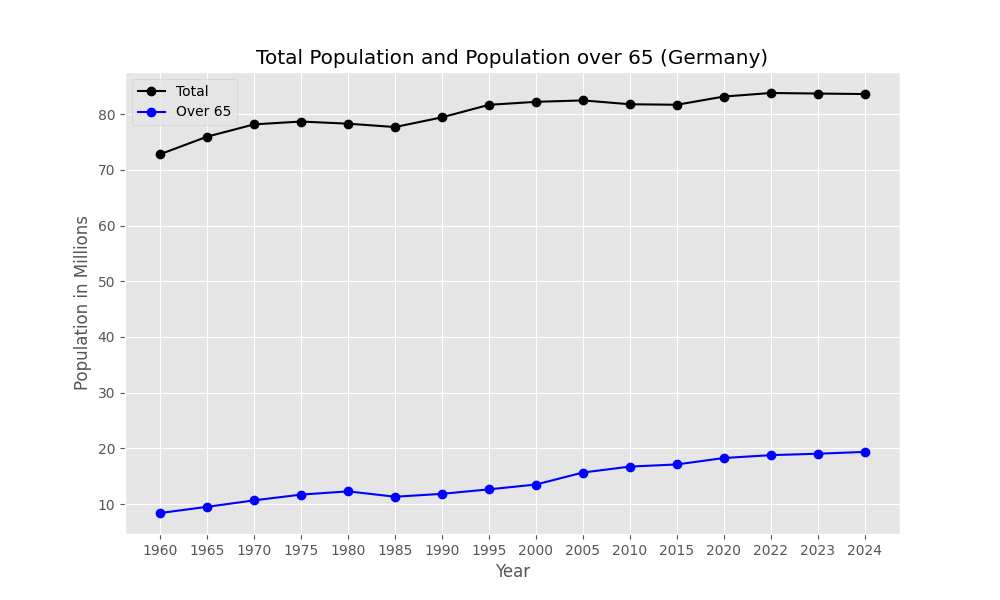 Total Population and Population over 65 (Germany)
Total
Over 65
Population in Millions
80
70
60
50
40
30
20
10
1960 1965 1970 1975 1980 1985 1990 1995 2000 2005 2010 2015 2020 2022 2023 2024
Year